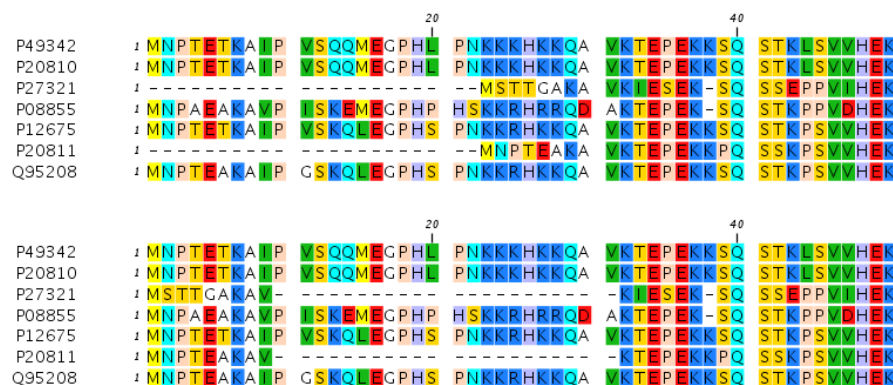 20 40
P49342 1 MNPTETKAIP VSQQMEGPHL PNKKKHKKQA VKTEPEKKSQ STKLSVVHEK
P20810 1 MNPTETKAIP VSQQMEGPHL PNKKKHKKQA VKTEPEKKSQ STKLSVVHEK
P27321 1 ---------- ---------- --MSTTGAKA VKIESEK-SQ SSEPPVIHEK
P08855 1 MNPAEAKAVP ISKEMEGPHP HSKKRHRRQD AKTEPEK-SQ STKPPVDHEK
P12675 1 MNPTETKAIP VSKQLEGPHS PNKKRHKKQA VKTEPEKKSQ STKPSVVHEK
P20811 1 ---------- ---------- --MNPTEAKA VKTEPEKKPQ SSKPSVVHEK
Q95208 1 MNPTEAKAIP GSKQLEGPHS PNKKRHKKQA VKTEPEKKSQ STKPSVVHEK
20 40
P49342 1 MNPTETKAIP VSQQMEGPHL PNKKKHKKQA VKTEPEKKSQ STKLSVVHEK
P20810 1 MNPTETKAIP VSQQMEGPHL PNKKKHKKQA VKTEPEKKSQ STKLSVVHEK
P27321 1 MSTTGAKAV- ---------- ---------- -KIESEK-SQ SSEPPVIHEK
P08855 1 MNPAEAKAVP ISKEMEGPHP HSKKRHRRQD AKTEPEK-SQ STKPPVDHEK
P12675 1 MNPTETKAIP VSKQLEGPHS PNKKRHKKQA VKTEPEKKSQ STKPSVVHEK
P20811 1 MNPTEAKAV- ---------- ---------- -KTEPEKKPQ SSKPSVVHEK
Q95208 1 MNPTEAKAIP GSKQLEGPHS PNKKRHKKQA VKTEPEKKSQ STKPSVVHEK